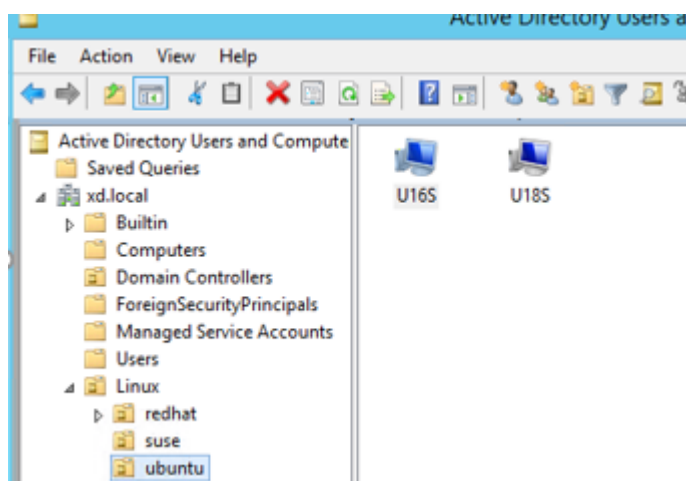 Active Directory Users a
File Action View Help
Active Directory Users and Compute
Saved Queries
xd.local
Builtin
Computers
Domain Controllers
ForeignSecurityPrincipals
Managed Service Accounts
Users
Linux
redhat
suse
ubuntu
U16S U18S